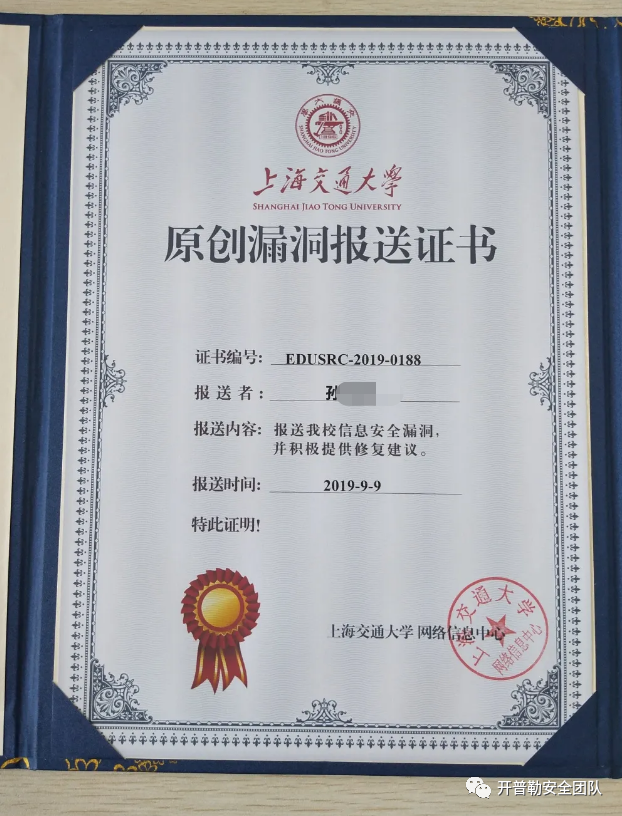 上海交通大學
SHANGHAI JIAO TONG UNIVERSITY
原创漏洞报送证书
证书编号: EDUSRC-2019-0188
报 送 者: 孙
报送内容: 报送我校信息安全漏洞,
并积极提供修复建议。
报送时间: 2019-9-9
特此证明!
上海交通大学 网络信息中心
上海交通大学
网络信息中心
开普勒安全团队